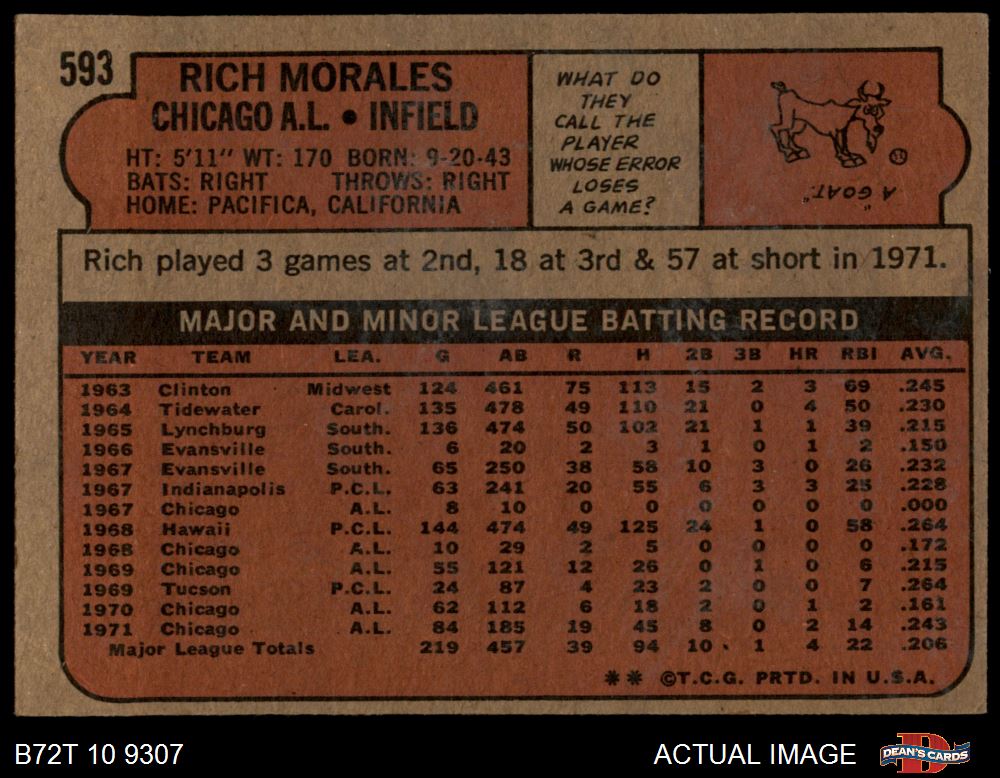 593
RICH MORALES
CHICAGO A.L. • INFIELD
HT: 5'11" WT: 170 BORN: 9-20-43
BATS: RIGHT THROWS: RIGHT
HOME: PACIFICA, CALIFORNIA
WHAT DO
THEY
CALL THE
PLAYER
WHOSE ERROR
LOSES
A GAME?
A "GOAT."
Rich played 3 games at 2nd, 18 at 3rd & 57 at short in 1971.
MAJOR AND MINOR LEAGUE BATTING RECORD
YEAR TEAM LEA. G AB R H 2B 3B HR RBI AVG.
1963 Clinton Midwest 124 461 75 113 15 2 3 69 .245
1964 Tidewater Carol. 135 478 49 110 21 0 4 50 .230
1965 Lynchburg South. 136 474 50 102 21 1 1 39 .215
1966 Evansville South. 6 20 2 3 1 0 1 2 .150
1967 Evansville South. 65 250 38 58 10 3 0 26 .232
1967 Indianapolis P.C.L. 63 241 20 55 6 3 3 25 .228
1967 Chicago A.L. 8 10 0 0 0 0 0 0 .000
1968 Hawaii P.C.L. 144 474 49 125 24 1 0 58 .264
1968 Chicago A.L. 10 29 2 5 0 0 0 0 .172
1969 Chicago A.L. 55 121 12 26 0 1 0 6 .215
1969 Tucson P.C.L. 24 87 4 23 2 0 0 7 .264
1970 Chicago A.L. 62 112 6 18 2 0 1 2 .161
1971 Chicago A.L. 84 185 19 45 8 0 2 14 .243
Major League Totals 219 457 39 94 10 1 4 22 .206
** ©T.C.G. PRTD. IN U.S.A.
B72T 10 9307 ACTUAL IMAGE DEAN'S CARDS